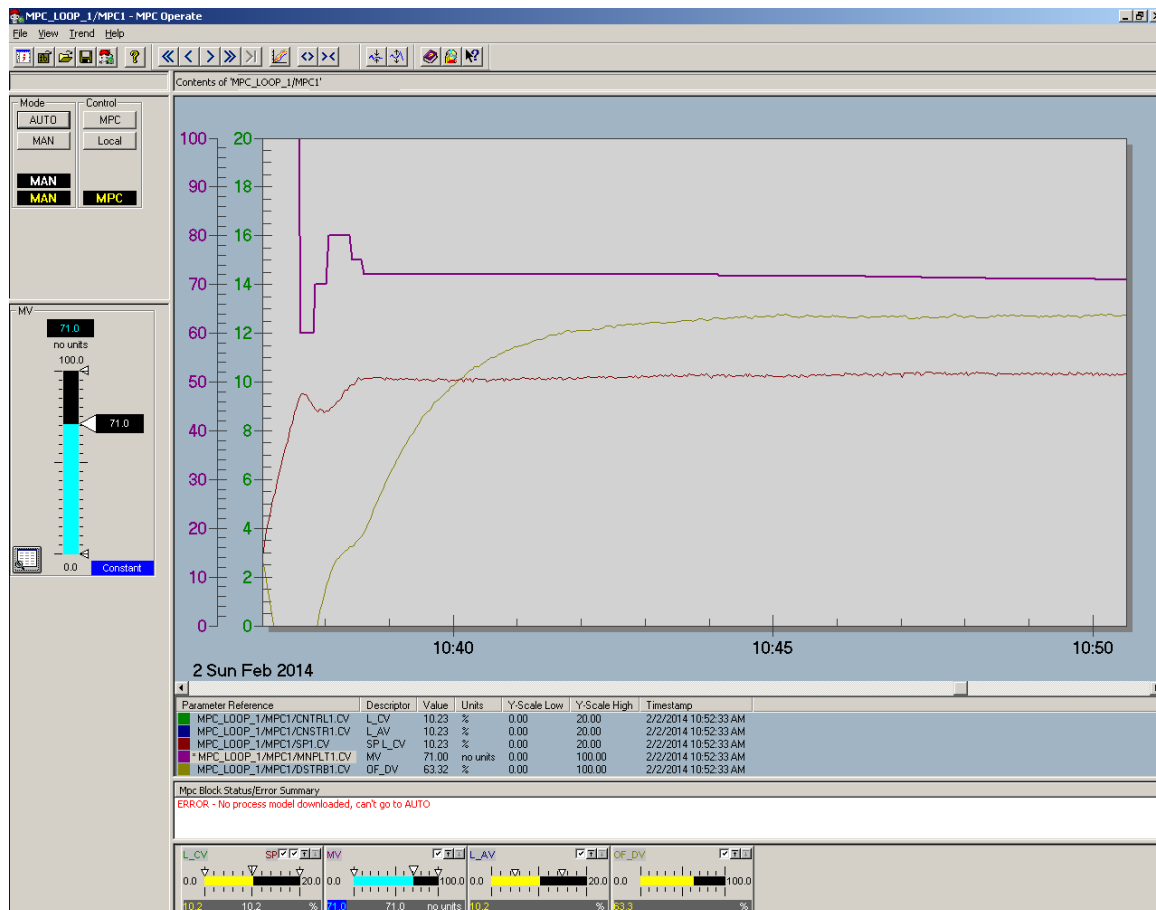 MPC_LOOP_1/MPC1 - MPC Operate
File View Trend Help
Contents of 'MPC_LOOP_1/MPC1'
Mode Control
AUTO MPC
MAN Local
MAN
MAN MPC
MV
71.0
no units
100.0
71.0
0.0 Constant
100 20
90 18
80 16
70 14
60 12
50 10
40 8
30 6
20 4
10 2
0 0
10:40 10:45 10:50
2 Sun Feb 2014
Parameter Reference Descriptor Value Units Y-Scale Low Y-Scale High Timestamp
MPC_LOOP_1/MPC1/CNTRL1.CV L_CV 10.23 % 0.00 20.00 2/2/2014 10:52:33 AM
MPC_LOOP_1/MPC1/CNSTR1.CV L_AV 10.23 % 0.00 20.00 2/2/2014 10:52:33 AM
MPC_LOOP_1/MPC1/SP1.CV SP L_CV 10.23 % 0.00 20.00 2/2/2014 10:52:33 AM
* MPC_LOOP_1/MPC1/MNPLT1.CV MV 71.00 no units 0.00 100.00 2/2/2014 10:52:33 AM
MPC_LOOP_1/MPC1/DSTRB1.CV OF_DV 63.32 % 0.00 100.00 2/2/2014 10:52:33 AM
Mpc Block Status/Error Summary
ERROR - No process model downloaded, can't go to AUTO
L_CV SP MV L_AV OF_DV
0.0 20.0 0.0 100.0 0.0 20.0 0.0 100.0
10.2 10.2 % 71.0 71.0 no units 10.2 % 63.3 %